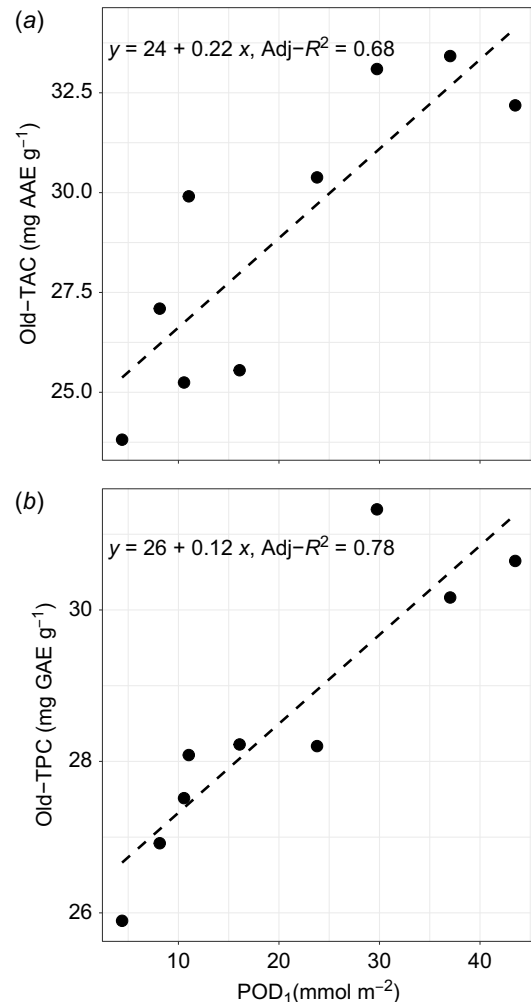 (a)
y = 24 + 0.22 x, Adj−R² = 0.68
Old−TAC (mg AAE g⁻¹)
32.5
30.0
27.5
25.0
(b)
y = 26 + 0.12 x, Adj−R² = 0.78
Old−TPC (mg GAE g⁻¹)
30
28
26
10 20 30 40
POD₁(mmol m⁻²)